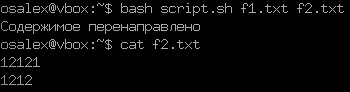 osalex@vbox:~$ bash script.sh f1.txt f2.txt
Содержимое перенаправлено
osalex@vbox:~$ cat f2.txt
12121
1212